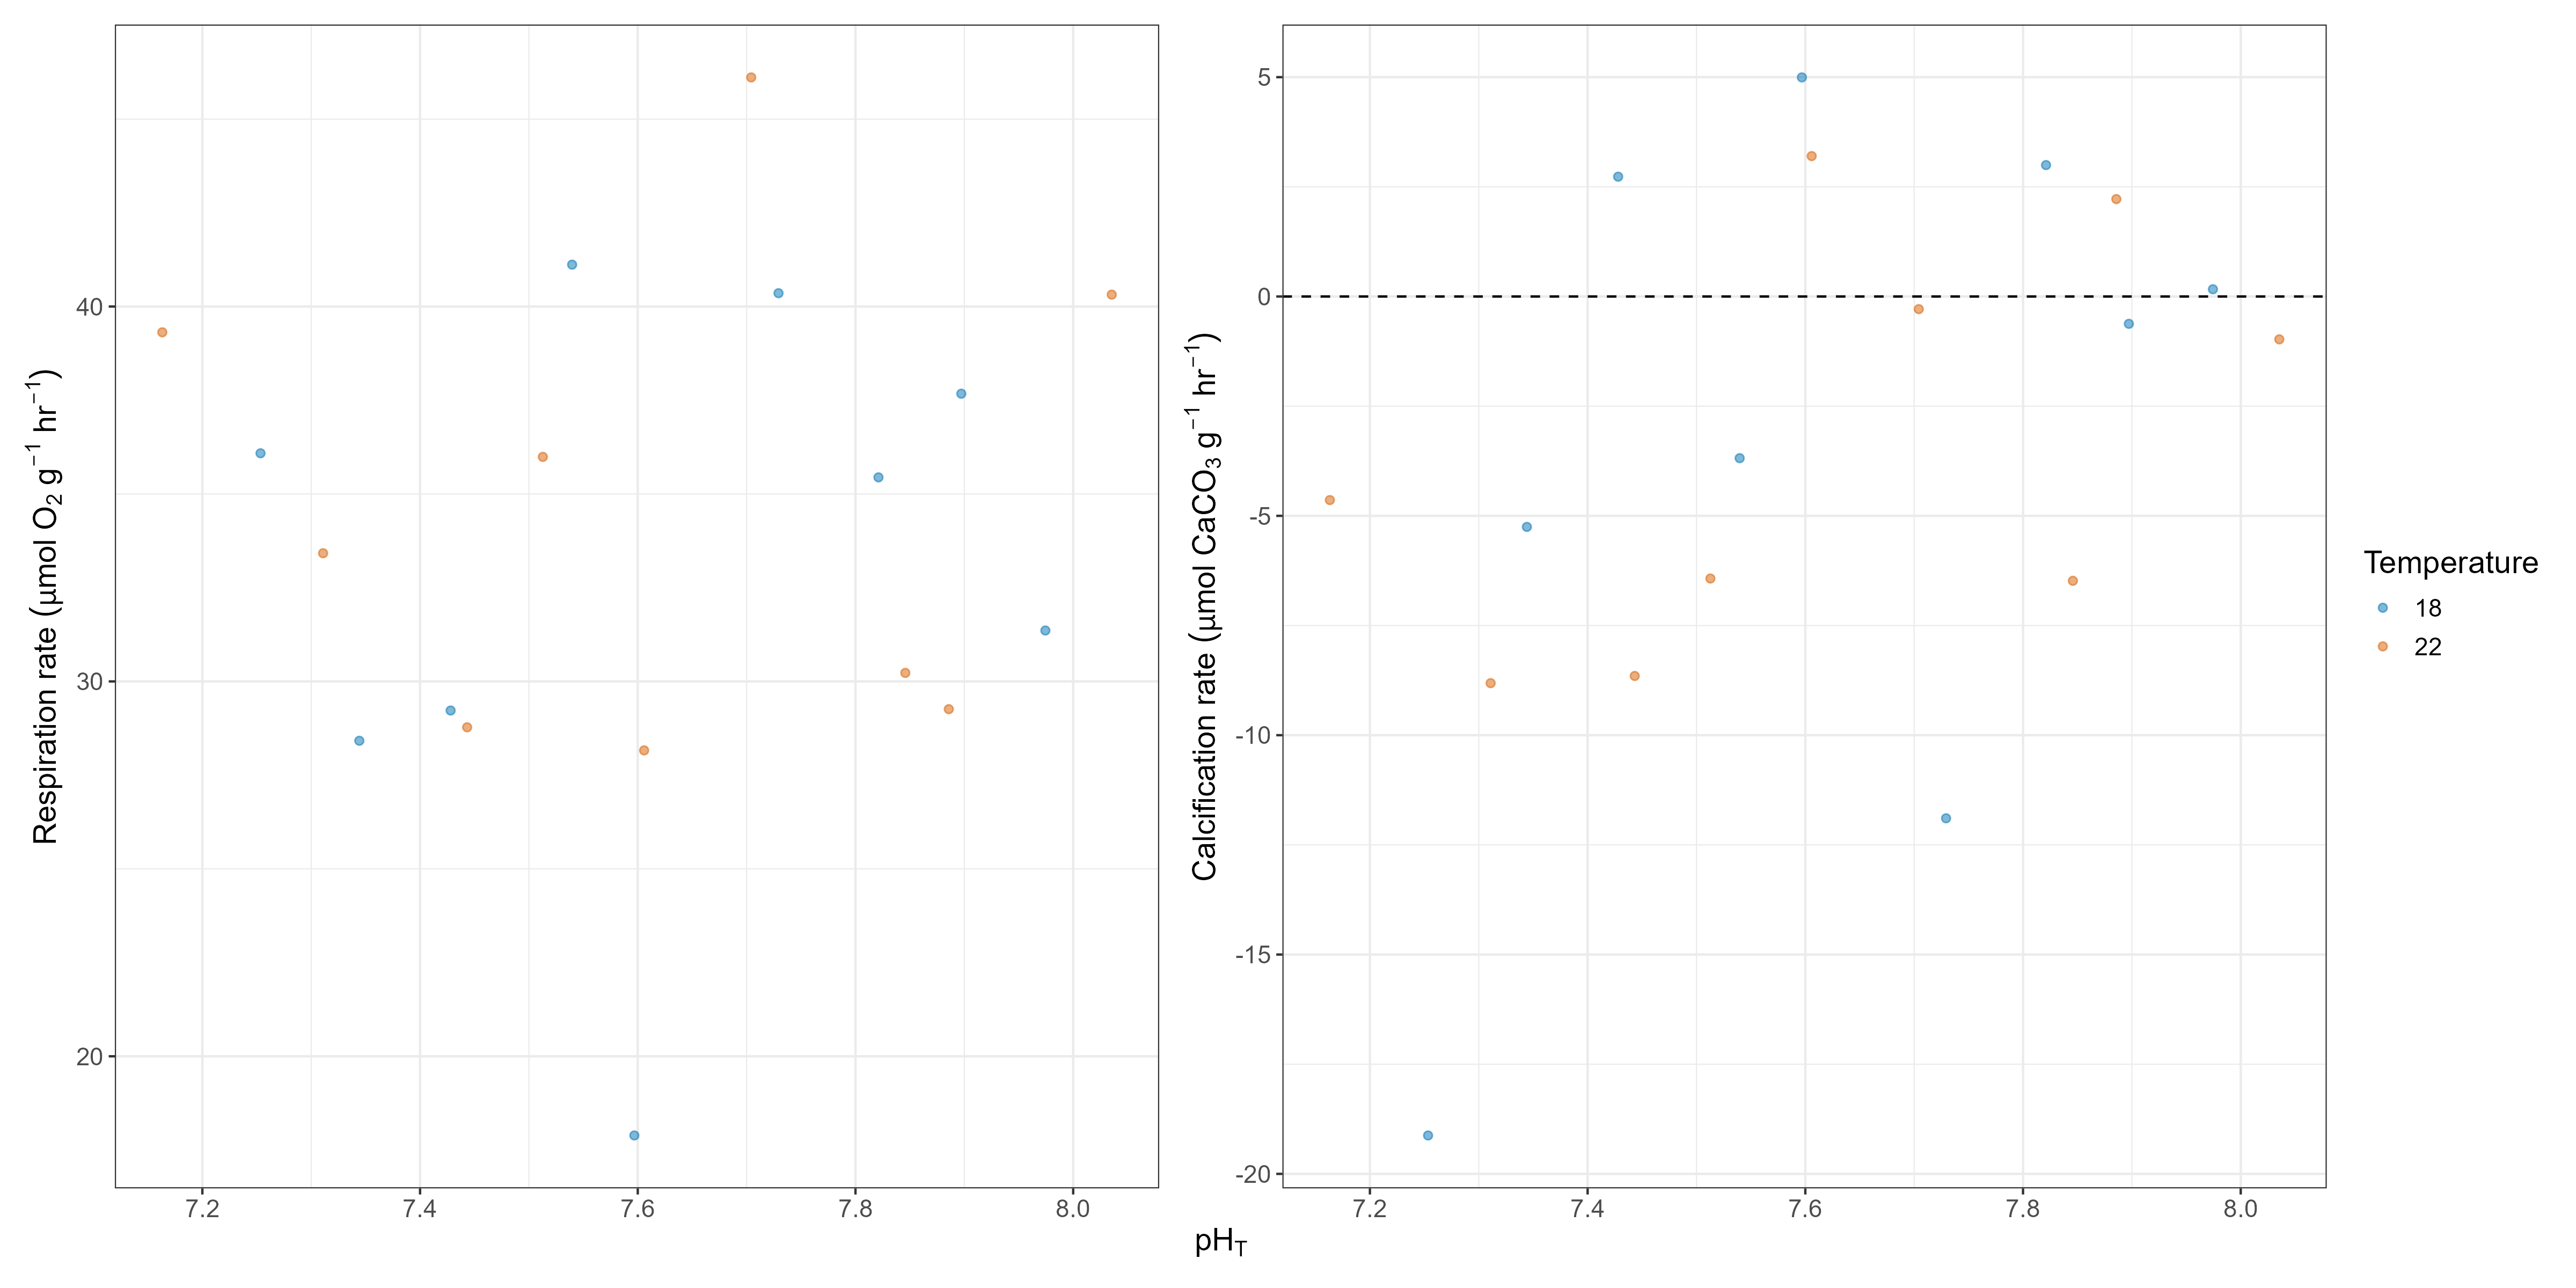 Respiration rate (μmol O₂ g⁻¹ hr⁻¹)
40
30
20
7.2 7.4 7.6 7.8 8.0
Calcification rate (μmol CaCO₃ g⁻¹ hr⁻¹)
5
0
-5
-10
-15
-20
7.2 7.4 7.6 7.8 8.0
pH_T
Temperature
18
22